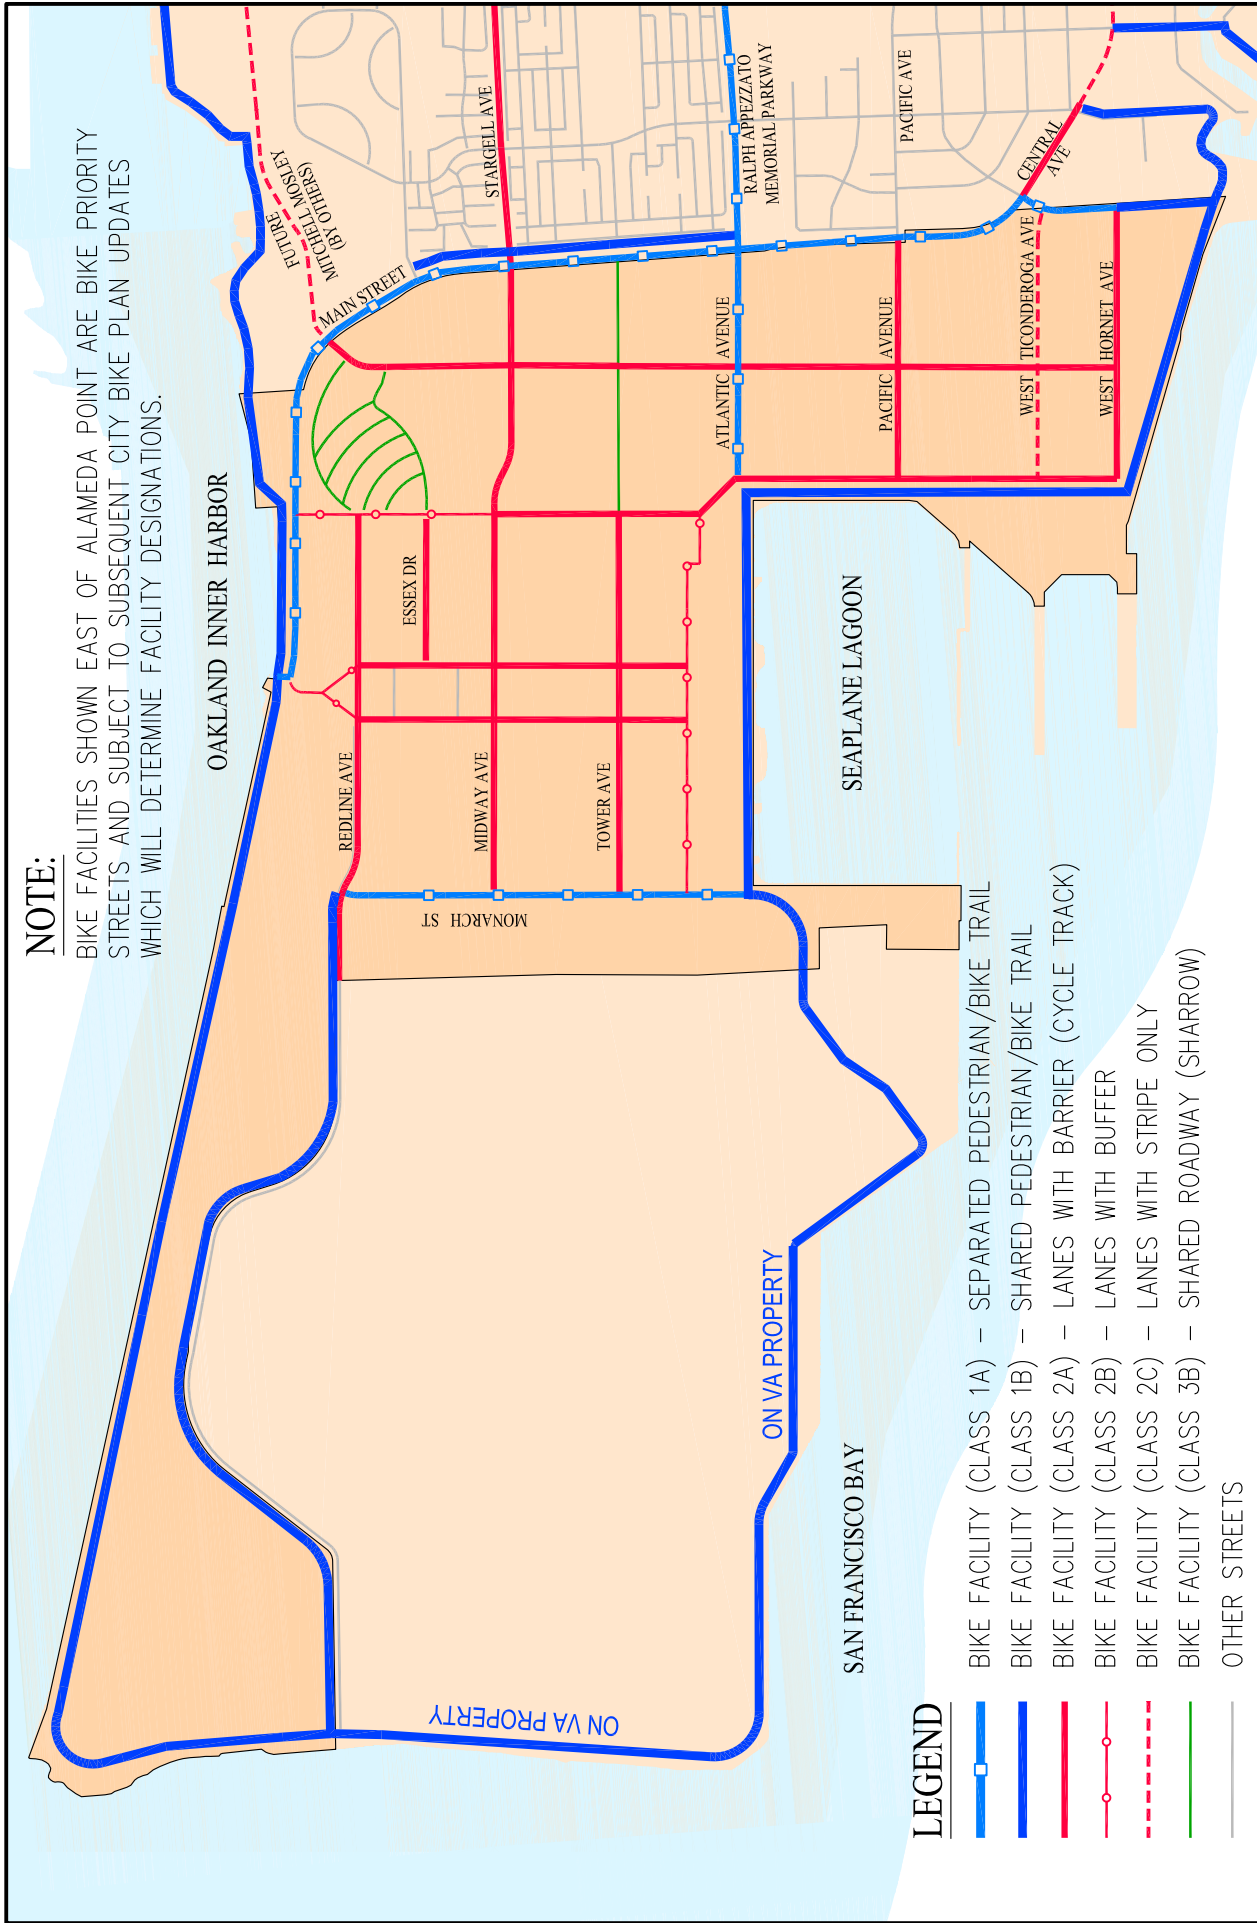 NOTE:
BIKE FACILITIES SHOWN EAST OF ALAMEDA POINT ARE BIKE PRIORITY
STREETS AND SUBJECT TO SUBSEQUENT CITY BIKE PLAN UPDATES
WHICH WILL DETERMINE FACILITY DESIGNATIONS.
OAKLAND INNER HARBOR
FUTURE
MITCHELL MOSLEY
(BY OTHERS)
MAIN STREET
STARGELL AVE
RALPH APPEZZATO
MEMORIAL PARKWAY
PACIFIC AVE
CENTRAL
AVE
REDLINE AVE
ESSEX DR
MIDWAY AVE
TOWER AVE
MONARCH ST
ATLANTIC AVENUE
PACIFIC AVENUE
WEST TICONDEROGA AVE
WEST HORNET AVE
SEAPLANE LAGOON
ON VA PROPERTY
ON VA PROPERTY
SAN FRANCISCO BAY
LEGEND
BIKE FACILITY (CLASS 1A) – SEPARATED PEDESTRIAN/BIKE TRAIL
BIKE FACILITY (CLASS 1B) – SHARED PEDESTRIAN/BIKE TRAIL
BIKE FACILITY (CLASS 2A) – LANES WITH BARRIER (CYCLE TRACK)
BIKE FACILITY (CLASS 2B) – LANES WITH BUFFER
BIKE FACILITY (CLASS 2C) – LANES WITH STRIPE ONLY
BIKE FACILITY (CLASS 3B) – SHARED ROADWAY (SHARROW)
OTHER STREETS